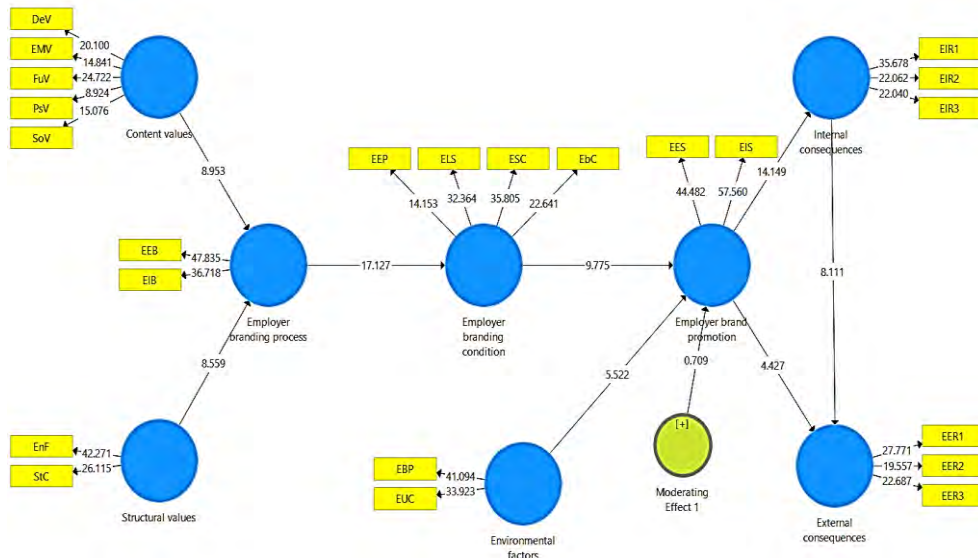 DeV
EMV
FuV
PsV
SoV
20.100
14.841
24.722
8.924
15.076
Content values
8.953
EEB
EIB
47.835
36.718
Employer
branding process
8.559
EnF
StC
42.271
26.115
Structural values
17.127
EEP
ELS
ESC
EbC
14.153
32.364
35.805
22.641
Employer
branding
condition
9.775
EES
EIS
44.482
57.560
Employer brand
promotion
5.522
EBP
EUC
41.094
33.923
Environmental
factors
0.709
[+]
Moderating
Effect 1
14.149
Internal
consequences
35.678
22.062
22.040
EIR1
EIR2
EIR3
8.111
4.427
27.771
19.557
22.687
EER1
EER2
EER3
External
consequences